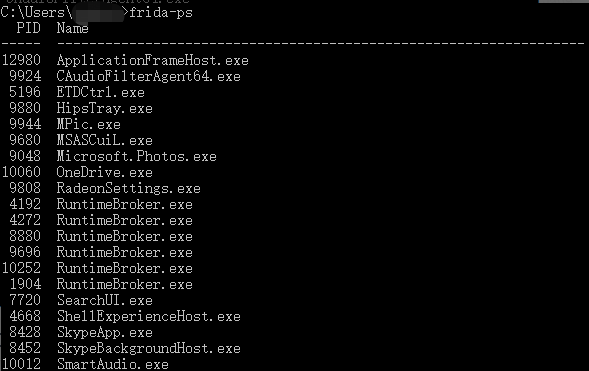 C:\Users\ >frida-ps
  PID  Name
-----  --------------------------------------------------------------
12980  ApplicationFrameHost.exe
 9924  CAudioFilterAgent64.exe
 5196  ETDCtrl.exe
 9880  HipsTray.exe
 9944  MPic.exe
 9680  MSASCuiL.exe
 9048  Microsoft.Photos.exe
10060  OneDrive.exe
 9808  RadeonSettings.exe
 4192  RuntimeBroker.exe
 4272  RuntimeBroker.exe
 8880  RuntimeBroker.exe
 9696  RuntimeBroker.exe
10252  RuntimeBroker.exe
 1904  RuntimeBroker.exe
 7720  SearchUI.exe
 4668  ShellExperienceHost.exe
 8428  SkypeApp.exe
 8452  SkypeBackgroundHost.exe
10012  SmartAudio.exe